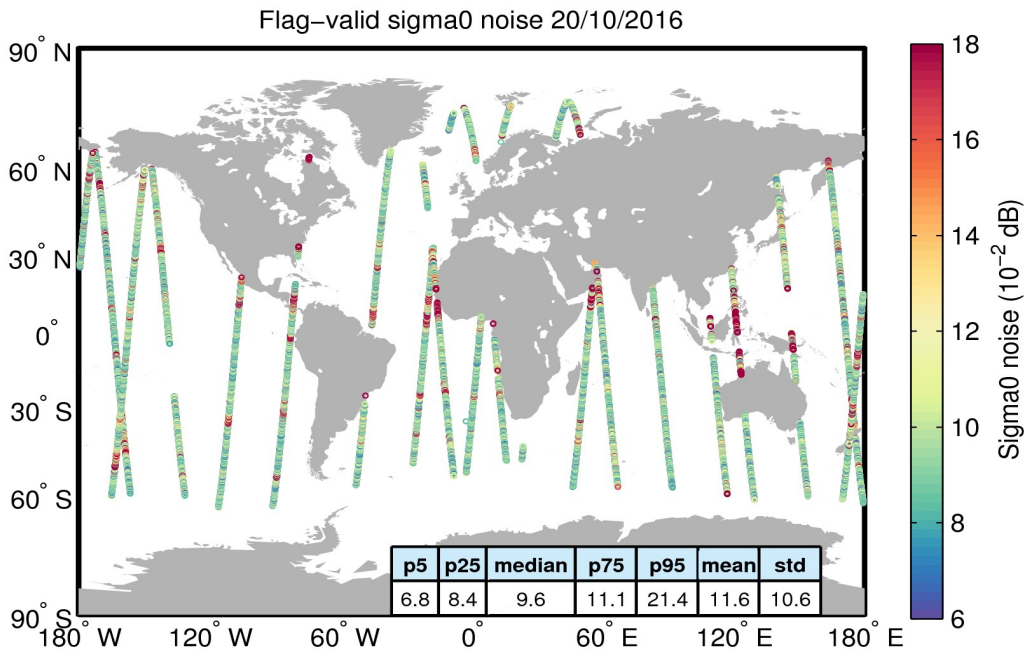 Flag−valid sigma0 noise 20/10/2016
90° N
60° N
30° N
0°
30° S
60° S
90° S
180° W 120° W 60° W 0° 60° E 120° E 180° E
p5 p25 median p75 p95 mean std
6.8 8.4 9.6 11.1 21.4 11.6 10.6
18
16
14
12
10
8
6
Sigma0 noise (10⁻² dB)